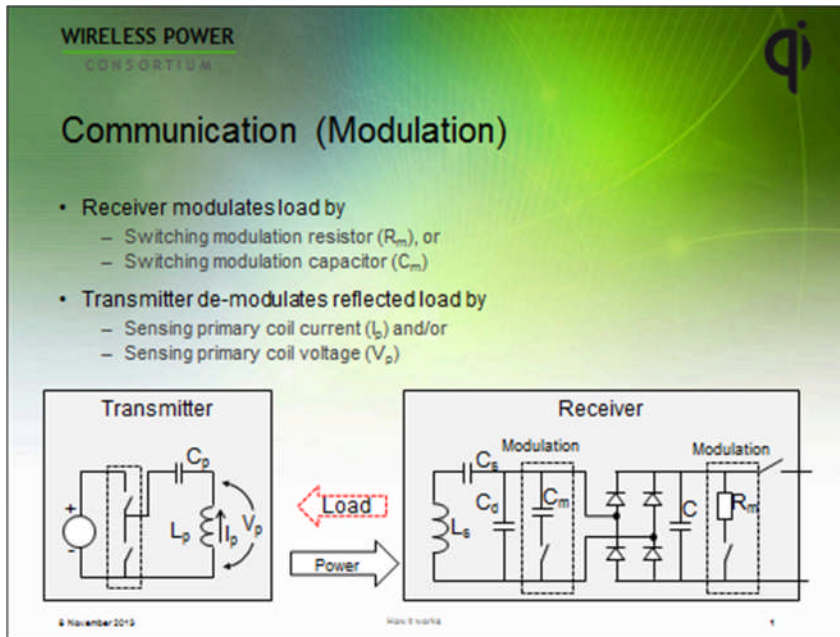 WIRELESS POWER
CONSORTIUM
qi
Communication (Modulation)
• Receiver modulates load by
– Switching modulation resistor (Rm), or
– Switching modulation capacitor (Cm)
• Transmitter de-modulates reflected load by
– Sensing primary coil current (Ip) and/or
– Sensing primary coil voltage (Vp)
Transmitter
Cp
+
-
Lp
Ip
Vp
Load
Power
Receiver
Modulation
Modulation
Cs
Cd
Cm
Ls
C
Rm
6 November 2013
How it works
1